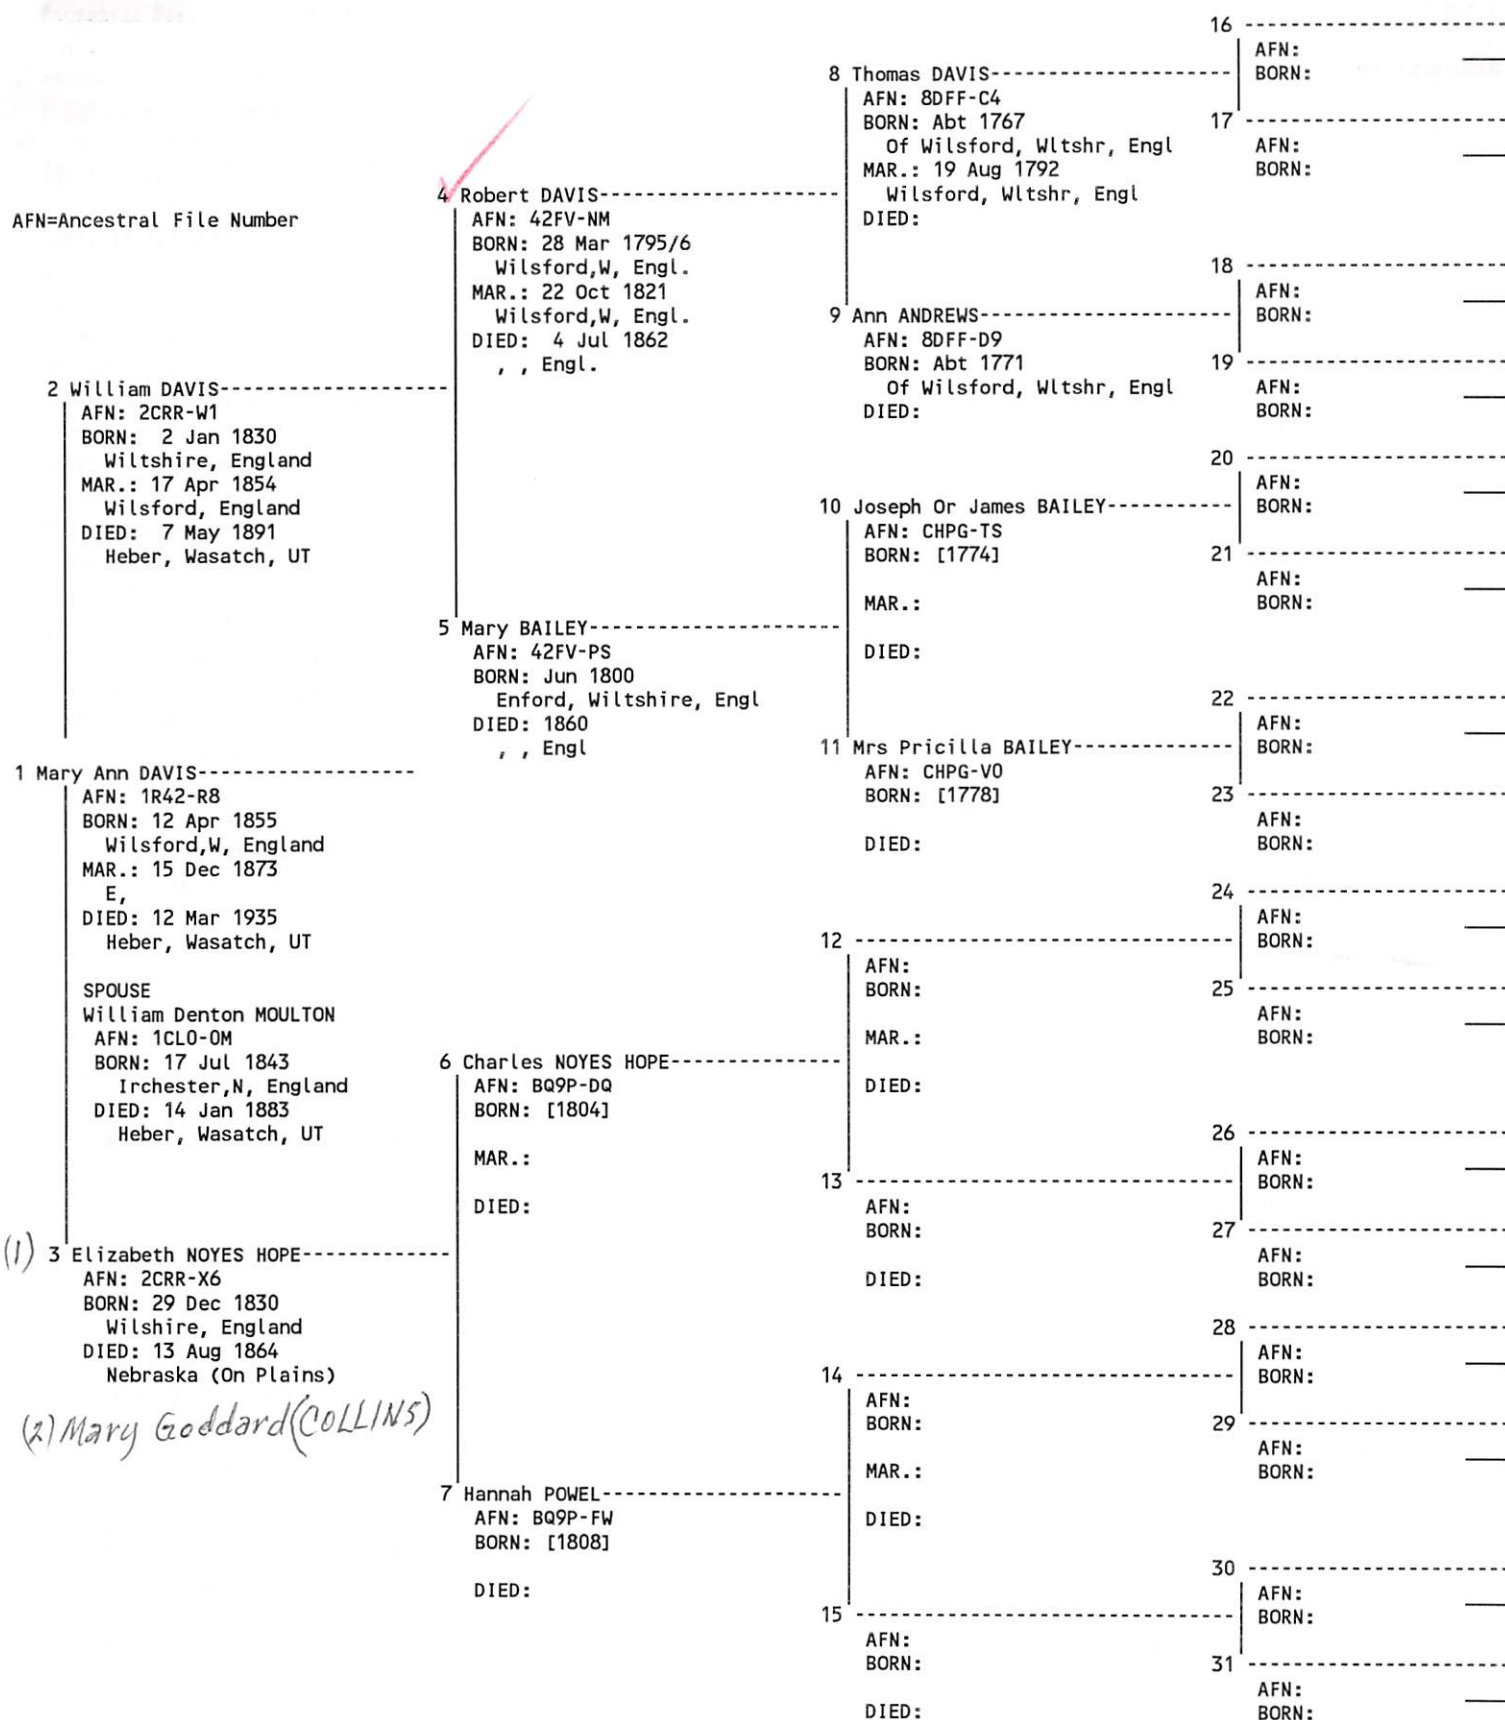 AFN=Ancestral File Number
1 Mary Ann DAVIS------------------
AFN: 1R42-R8
BORN: 12 Apr 1855
Wilsford,W, England
MAR.: 15 Dec 1873
E,
DIED: 12 Mar 1935
Heber, Wasatch, UT
SPOUSE
William Denton MOULTON
AFN: 1CL0-0M
BORN: 17 Jul 1843
Irchester,N, England
DIED: 14 Jan 1883
Heber, Wasatch, UT
2 William DAVIS-------------------
AFN: 2CRR-W1
BORN:  2 Jan 1830
Wiltshire, England
MAR.: 17 Apr 1854
Wilsford, England
DIED:  7 May 1891
Heber, Wasatch, UT
(1) 3 Elizabeth NOYES HOPE------------
AFN: 2CRR-X6
BORN: 29 Dec 1830
Wilshire, England
DIED: 13 Aug 1864
Nebraska (On Plains)
(2) Mary Goddard (COLLINS)
4 Robert DAVIS--------------------
AFN: 42FV-NM
BORN: 28 Mar 1795/6
Wilsford,W, Engl.
MAR.: 22 Oct 1821
Wilsford,W, Engl.
DIED:  4 Jul 1862
, , Engl.
5 Mary BAILEY---------------------
AFN: 42FV-PS
BORN: Jun 1800
Enford, Wiltshire, Engl
DIED: 1860
, , Engl
6 Charles NOYES HOPE--------------
AFN: BQ9P-DQ
BORN: [1804]
MAR.:
DIED:
7 Hannah POWEL--------------------
AFN: BQ9P-FW
BORN: [1808]
DIED:
8 Thomas DAVIS--------------------
AFN: 8DFF-C4
BORN: Abt 1767
Of Wilsford, Wltshr, Engl
MAR.: 19 Aug 1792
Wilsford, Wltshr, Engl
DIED:
9 Ann ANDREWS---------------------
AFN: 8DFF-D9
BORN: Abt 1771
Of Wilsford, Wltshr, Engl
DIED:
10 Joseph Or James BAILEY----------
AFN: CHPG-TS
BORN: [1774]
MAR.:
DIED:
11 Mrs Pricilla BAILEY-------------
AFN: CHPG-V0
BORN: [1778]
DIED:
12 -------------------------------
AFN:
BORN:
MAR.:
DIED:
13 -------------------------------
AFN:
BORN:
DIED:
14 -------------------------------
AFN:
BORN:
MAR.:
DIED:
15 -------------------------------
AFN:
BORN:
DIED:
16 ----------------------
AFN:
BORN:
17 ----------------------
AFN:
BORN:
18 ----------------------
AFN:
BORN:
19 ----------------------
AFN:
BORN:
20 ----------------------
AFN:
BORN:
21 ----------------------
AFN:
BORN:
22 ----------------------
AFN:
BORN:
23 ----------------------
AFN:
BORN:
24 ----------------------
AFN:
BORN:
25 ----------------------
AFN:
BORN:
26 ----------------------
AFN:
BORN:
27 ----------------------
AFN:
BORN:
28 ----------------------
AFN:
BORN:
29 ----------------------
AFN:
BORN:
30 ----------------------
AFN:
BORN:
31 ----------------------
AFN:
BORN: